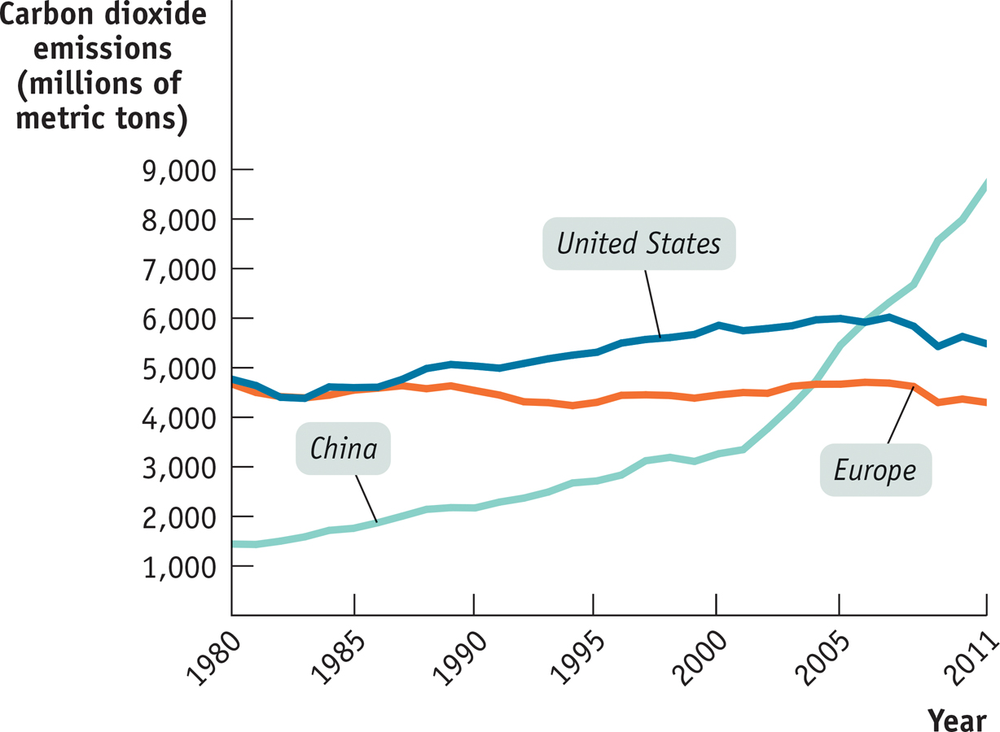 Carbon dioxide
emissions
(millions of
metric tons)
9,000
8,000
7,000
6,000
5,000
4,000
3,000
2,000
1,000
United States
China
Europe
1980
1985
1990
1995
2000
2005
2011
Year